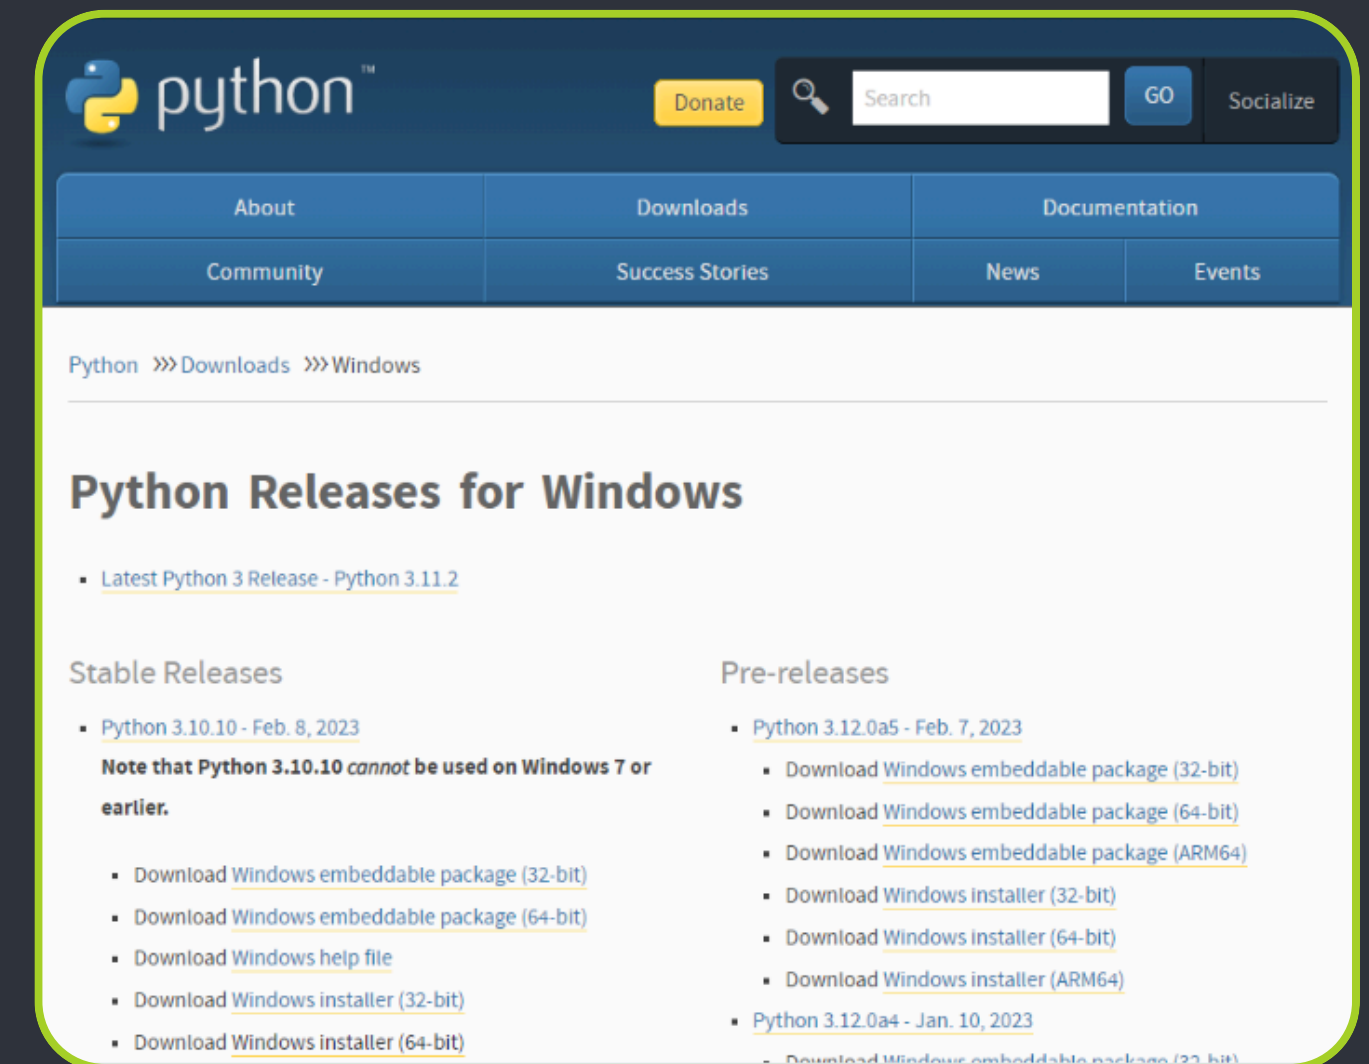 python™
Donate
Search
GO
Socialize
About
Downloads
Documentation
Community
Success Stories
News
Events
Python >>> Downloads >>> Windows
Python Releases for Windows
Latest Python 3 Release - Python 3.11.2
Stable Releases
Python 3.10.10 - Feb. 8, 2023
Note that Python 3.10.10 cannot be used on Windows 7 or
earlier.
Download Windows embeddable package (32-bit)
Download Windows embeddable package (64-bit)
Download Windows help file
Download Windows installer (32-bit)
Download Windows installer (64-bit)
Pre-releases
Python 3.12.0a5 - Feb. 7, 2023
Download Windows embeddable package (32-bit)
Download Windows embeddable package (64-bit)
Download Windows embeddable package (ARM64)
Download Windows installer (32-bit)
Download Windows installer (64-bit)
Download Windows installer (ARM64)
Python 3.12.0a4 - Jan. 10, 2023
Download Windows embeddable package (32-bit)